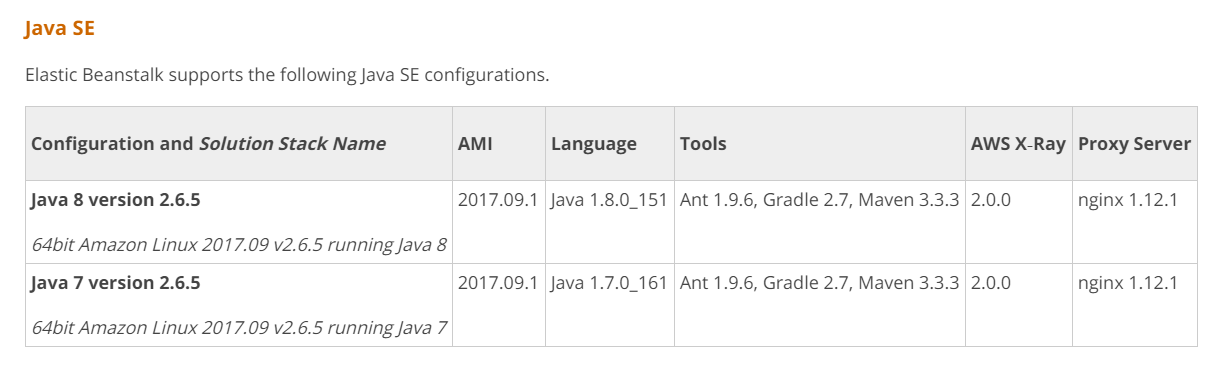 Java SE
Elastic Beanstalk supports the following Java SE configurations.
Configuration and Solution Stack Name AMI Language Tools AWS X-Ray Proxy Server
Java 8 version 2.6.5 2017.09.1 Java 1.8.0_151 Ant 1.9.6, Gradle 2.7, Maven 3.3.3 2.0.0 nginx 1.12.1
64bit Amazon Linux 2017.09 v2.6.5 running Java 8
Java 7 version 2.6.5 2017.09.1 Java 1.7.0_161 Ant 1.9.6, Gradle 2.7, Maven 3.3.3 2.0.0 nginx 1.12.1
64bit Amazon Linux 2017.09 v2.6.5 running Java 7